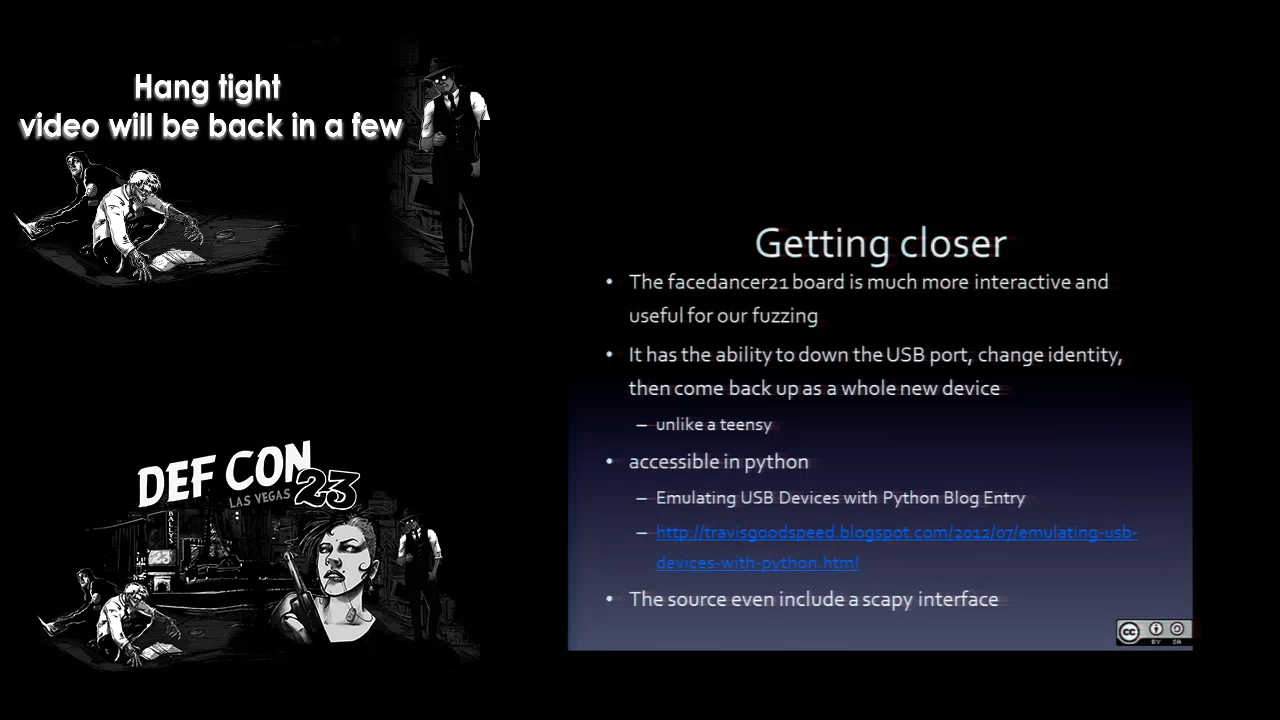 Hang tight
video will be back in a few
DEF CON
LAS VEGAS 23
BALLY'S
Getting closer
• The facedancer21 board is much more interactive and
useful for our fuzzing
• It has the ability to down the USB port, change identity,
then come back up as a whole new device
– unlike a teensy
• accessible in python
– Emulating USB Devices with Python Blog Entry
– http://travisgoodspeed.blogspot.com/2012/07/emulating-usb-
devices-with-python.html
• The source even include a scapy interface
cc
BY SA